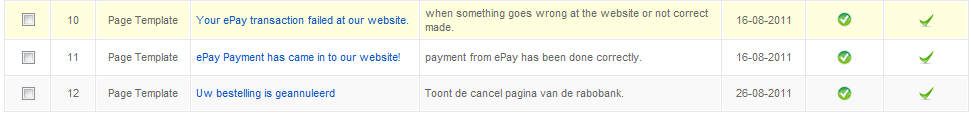 10 Page Template Your ePay transaction failed at our website. when something goes wrong at the website or not correct made. 16-08-2011
11 Page Template ePay Payment has came in to our website! payment from ePay has been done correctly. 16-08-2011
12 Page Template Uw bestelling is geannuleerd Toont de cancel pagina van de rabobank. 26-08-2011